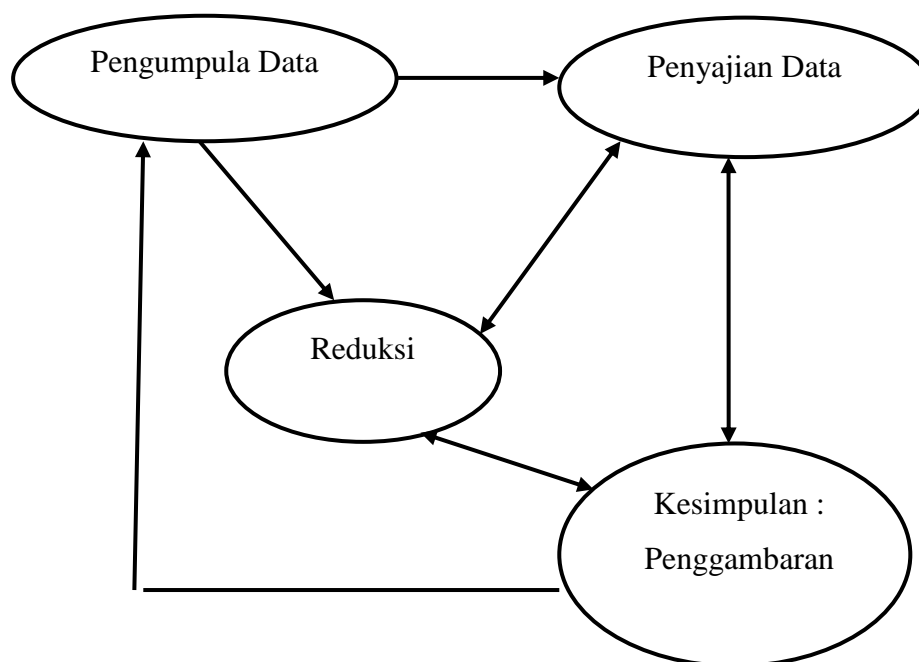 Pengumpula Data
Penyajian Data
Reduksi
Kesimpulan :
Penggambaran